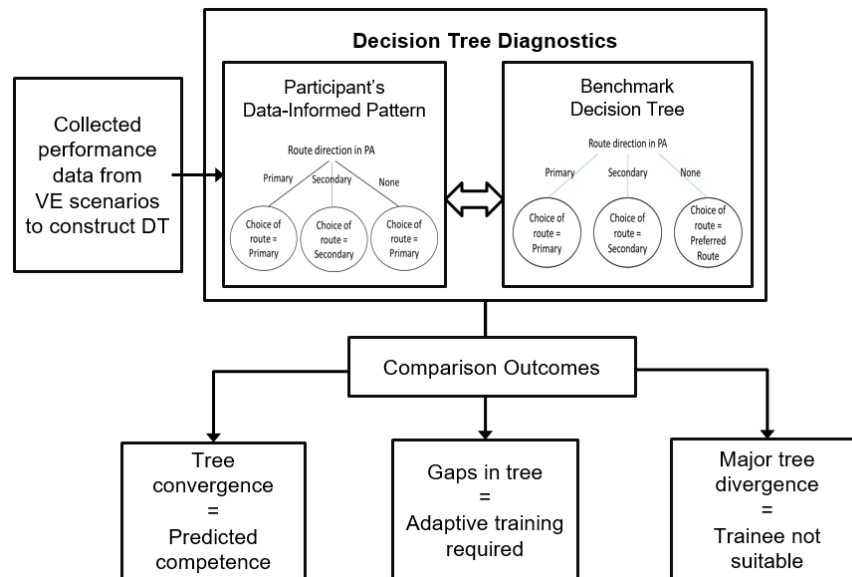 Decision Tree Diagnostics
Collected
performance
data from
VE scenarios
to construct DT
Participant's
Data-Informed Pattern
Route direction in PA
Primary
Secondary
None
Choice of
route =
Primary
Choice of
route =
Secondary
Choice of
route =
Primary
Benchmark
Decision Tree
Route direction in PA
Primary
Secondary
None
Choice of
route =
Primary
Choice of
route =
Secondary
Choice of
route =
Preferred
Route
Comparison Outcomes
Tree
convergence
=
Predicted
competence
Gaps in tree
=
Adaptive training
required
Major tree
divergence
=
Trainee not
suitable